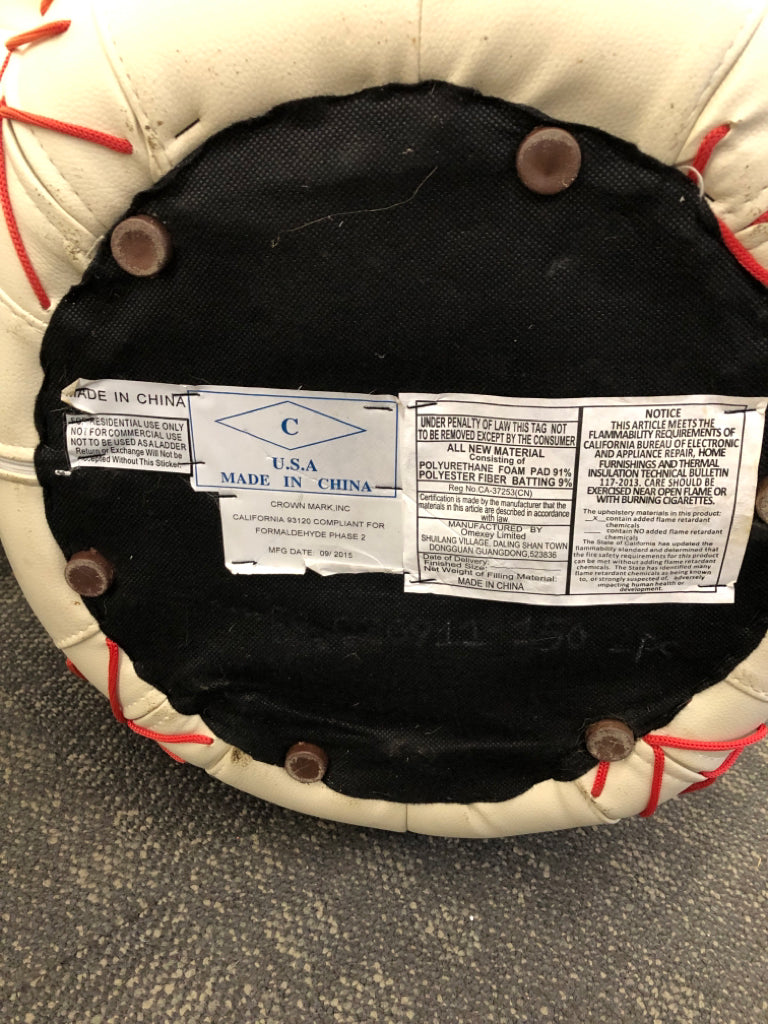 MADE IN CHINA
FOR RESIDENTIAL USE ONLY
NOT FOR COMMERCIAL USE
NOT TO BE USED AS A LADDER
Return or Exchange Will Not be
Accepted Without This Sticker.
C
U.S.A
MADE IN CHINA
CROWN MARK,INC
CALIFORNIA 93120 COMPLIANT FOR
FORMALDEHYDE PHASE 2
MFG DATE: 09/2015
UNDER PENALTY OF LAW THIS TAG NOT
TO BE REMOVED EXCEPT BY THE CONSUMER
ALL NEW MATERIAL
Consisting of
POLYURETHANE FOAM PAD 91%
POLYESTER FIBER BATTING 9%
Reg No.CA-37253(CN)
Certification is made by the manufacturer that the
materials in this article are described in accordance
with law.
MANUFACTURED BY
Omexey Limited
SHUILANG VILLAGE, DALING SHAN TOWN
DONGGUAN GUANGDONG,523836
Date of Delivery:
Finished Size:
Net Weight of Filling Material:
MADE IN CHINA
NOTICE
THIS ARTICLE MEETS THE
FLAMMABILITY REQUIREMENTS OF
CALIFORNIA BUREAU OF ELECTRONIC
AND APPLIANCE REPAIR, HOME
FURNISHINGS AND THERMAL
INSULATION TECHNICAL BULLETIN
117-2013. CARE SHOULD BE
EXERCISED NEAR OPEN FLAME OR
WITH BURNING CIGARETTES.
The upholstery materials in this product:
__X__contain added flame retardant
chemicals
____contain NO added flame retardant
chemicals
The State of California has updated the
flammability standard and determined that
the fire safety requirements for this product
can be met without adding flame retardant
chemicals. The State has identified many
flame retardant chemicals as being known
to, or strongly suspected of, adversely
impacting human health or
development.